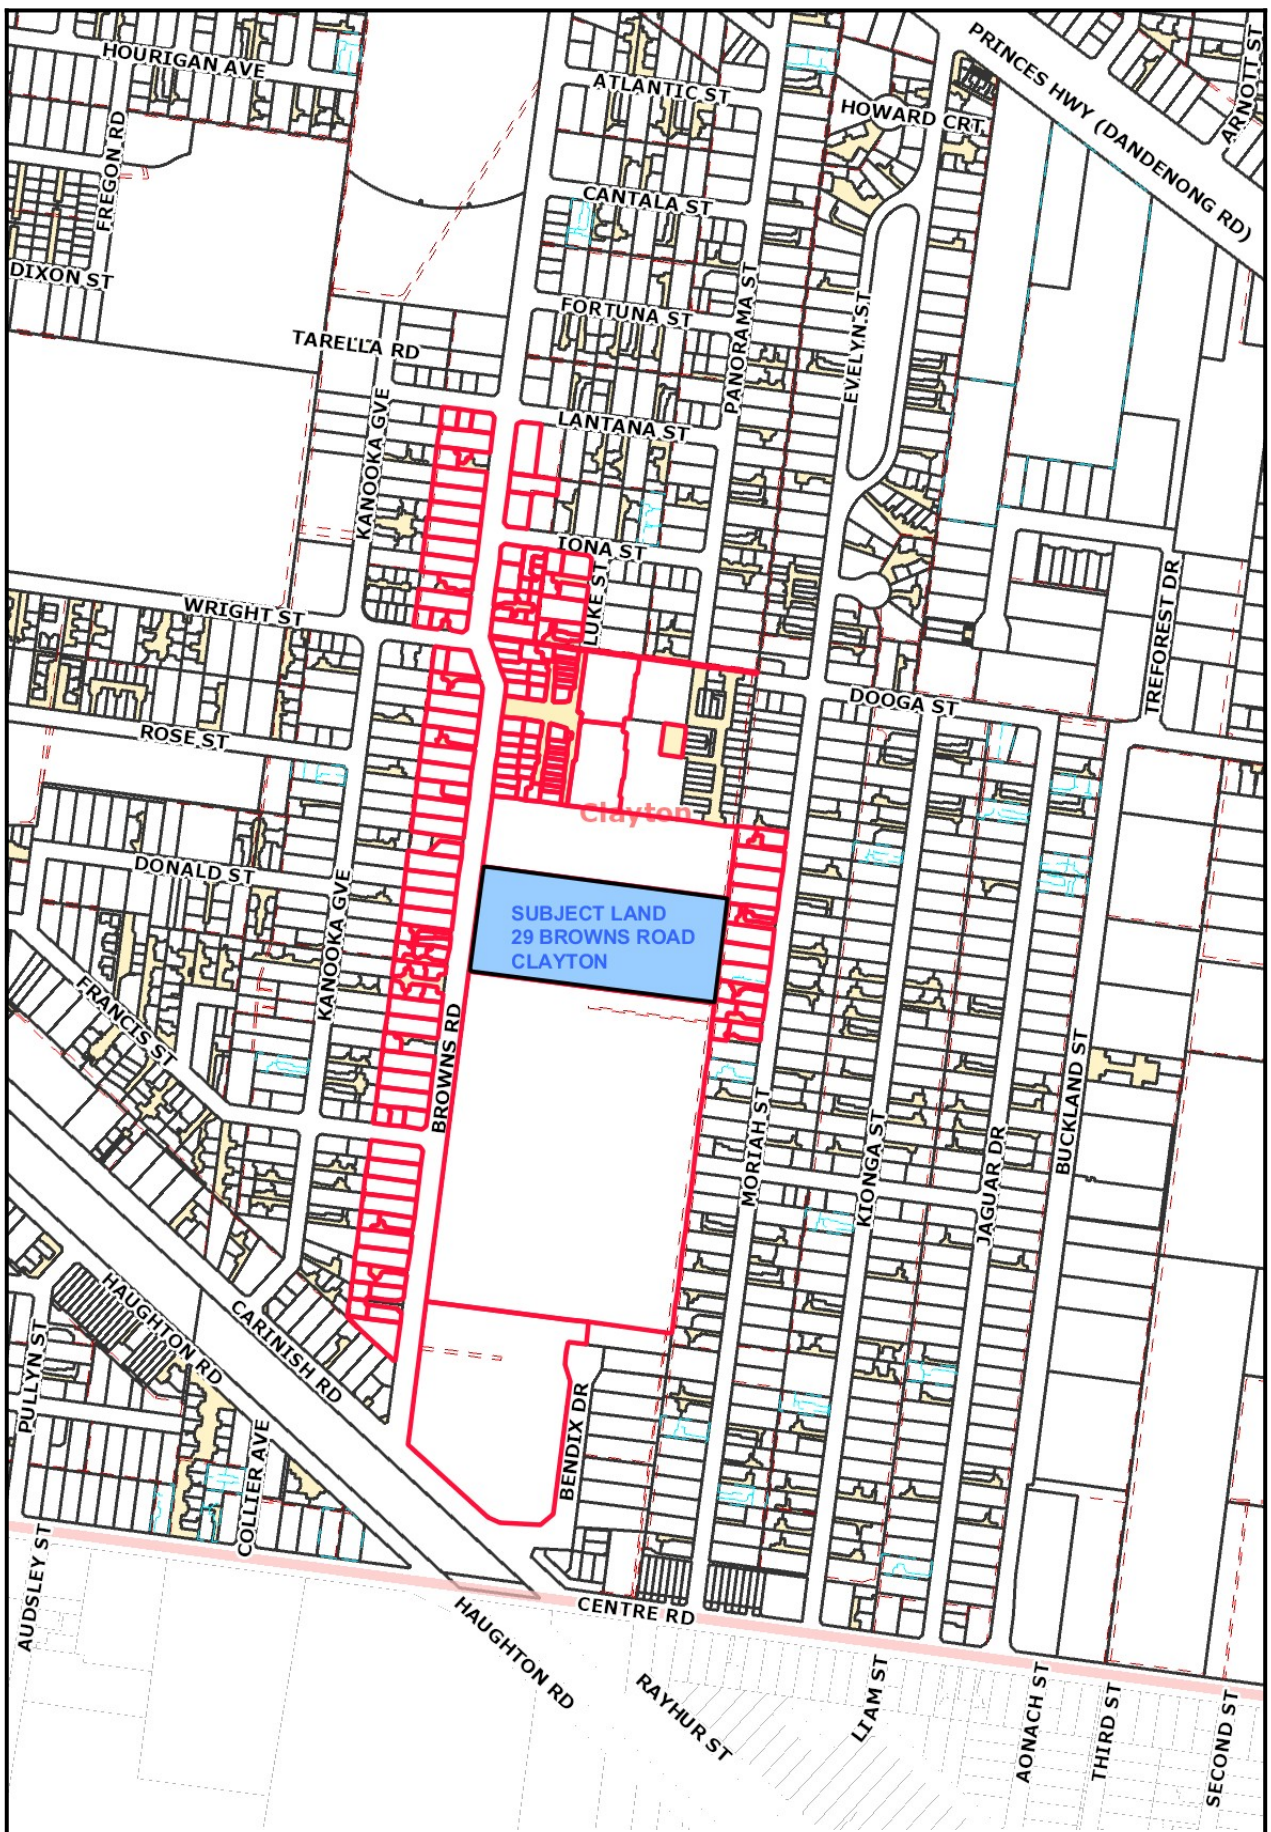 HOURIGAN AVE
PRINCES HWY (DANDENONG RD)
ARNOTT ST
ATLANTIC ST
HOWARD CRT
FREGON RD
CANTALA ST
DIXON ST
FORTUNA ST
PANORAMA ST
EVELYN ST
TARELLA RD
KANOOKA GVE
LANTANA ST
IONA ST
LUKE ST
WRIGHT ST
TREFOREST DR
DOOGA ST
ROSE ST
Clayton
DONALD ST
KANOOKA GVE
SUBJECT LAND
29 BROWNS ROAD
CLAYTON
FRANCIS ST
BROWNS RD
MORIAH ST
KIONGA ST
JAGUAR DR
BUCKLAND ST
HAUGHTON RD
CARINISH RD
PULLYN ST
COLLIER AVE
BENDIX DR
AUDSLEY ST
CENTRE RD
HAUGHTON RD
RAYHUR ST
LIAM ST
AONACH ST
THIRD ST
SECOND ST